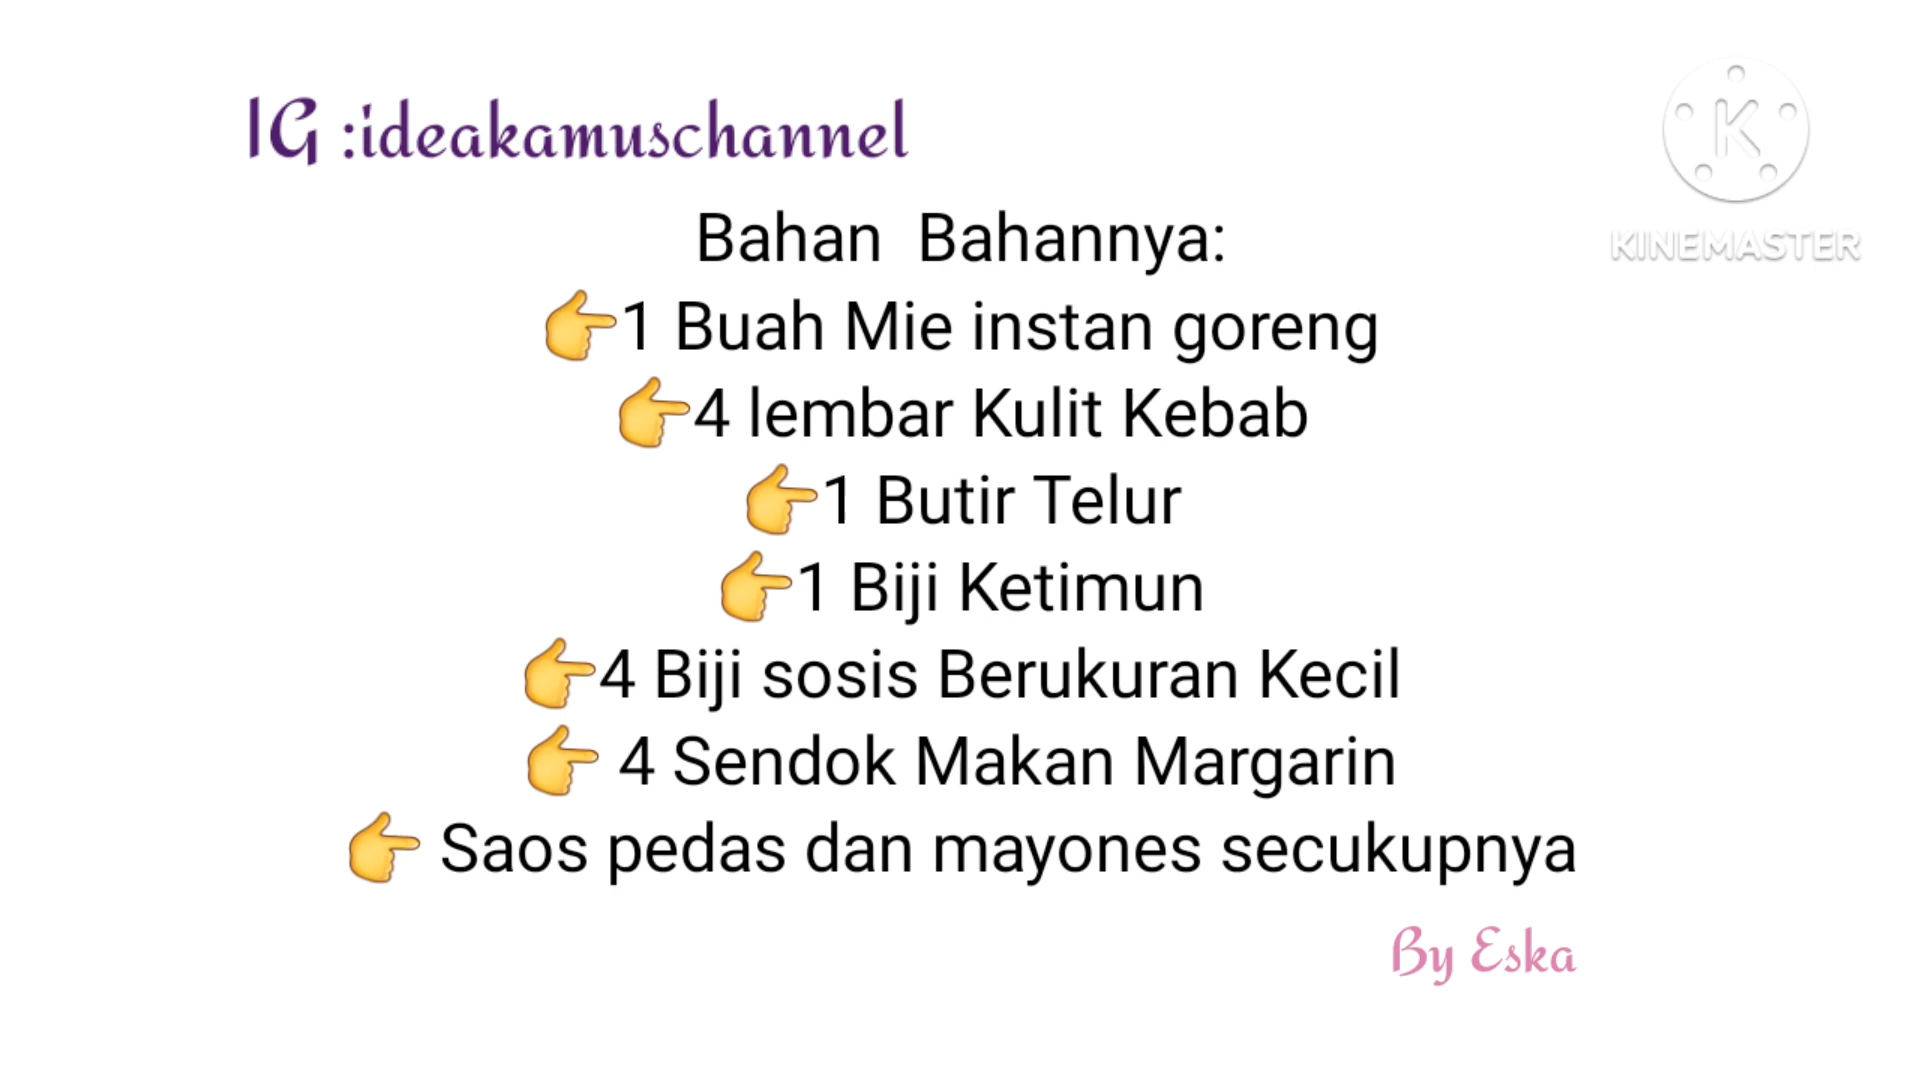 IG :ideakamuschannel
K
KINEMASTER
Bahan  Bahannya:
👉1 Buah Mie instan goreng
👉4 lembar Kulit Kebab
👉1 Butir Telur
👉1 Biji Ketimun
👉4 Biji sosis Berukuran Kecil
👉 4 Sendok Makan Margarin
👉 Saos pedas dan mayones secukupnya
By Eska